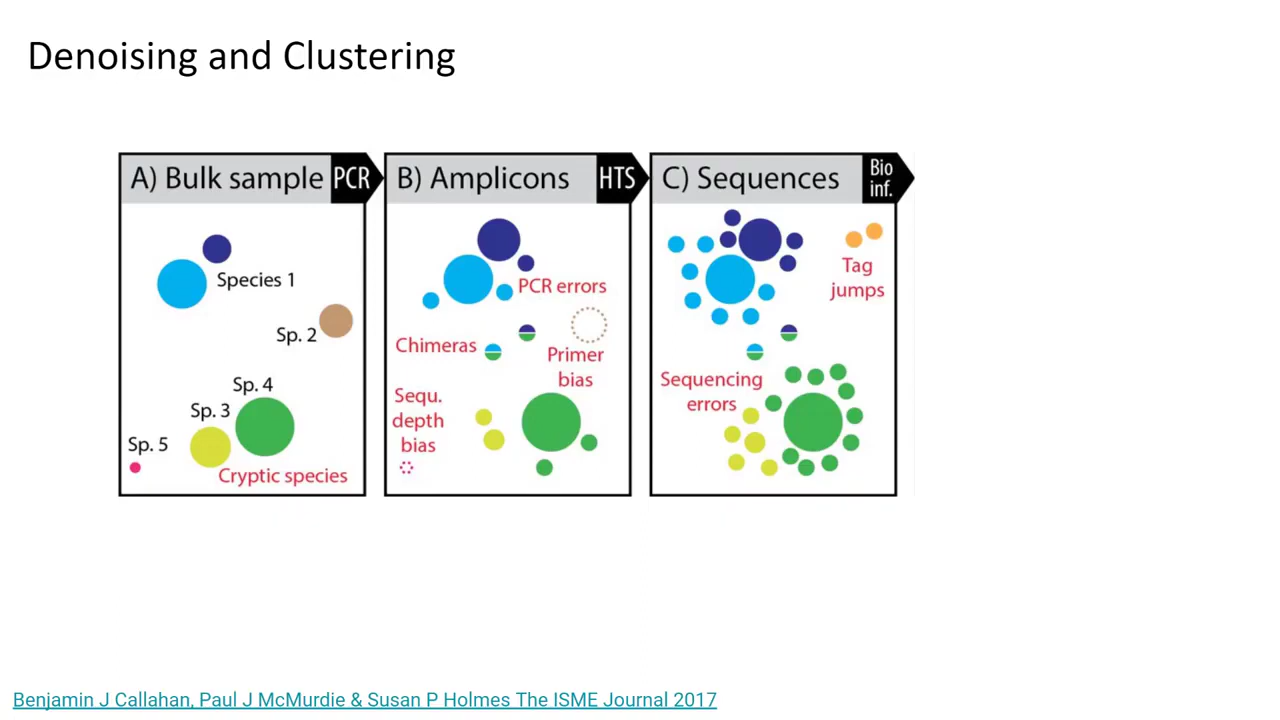 Denoising and Clustering
A) Bulk sample
PCR
B) Amplicons
HTS
C) Sequences
Bio
inf.
Species 1
Sp. 2
Sp. 4
Sp. 3
Sp. 5
Cryptic species
PCR errors
Chimeras
Primer
bias
Sequ.
depth
bias
Tag
jumps
Sequencing
errors
Benjamin J Callahan, Paul J McMurdie & Susan P Holmes The ISME Journal 2017